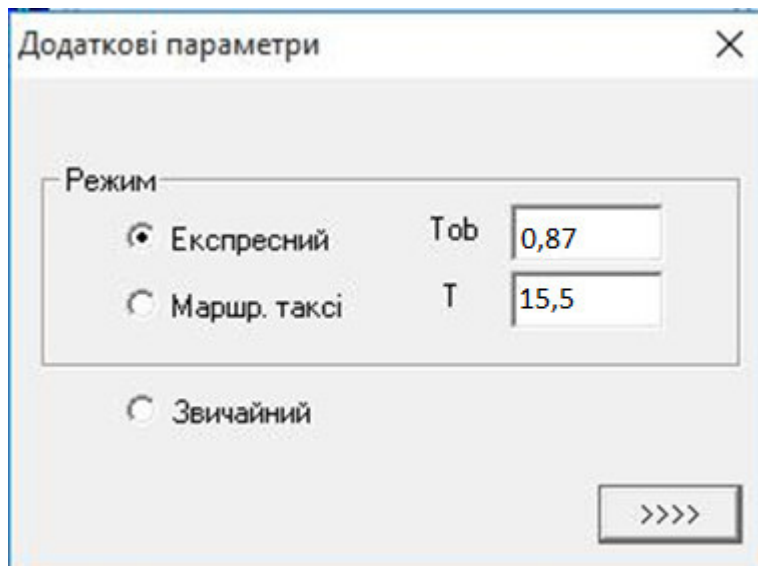 Додаткові параметри
Режим
Експресний Tob 0,87
Маршр. таксі T 15,5
Звичайний
>>>>